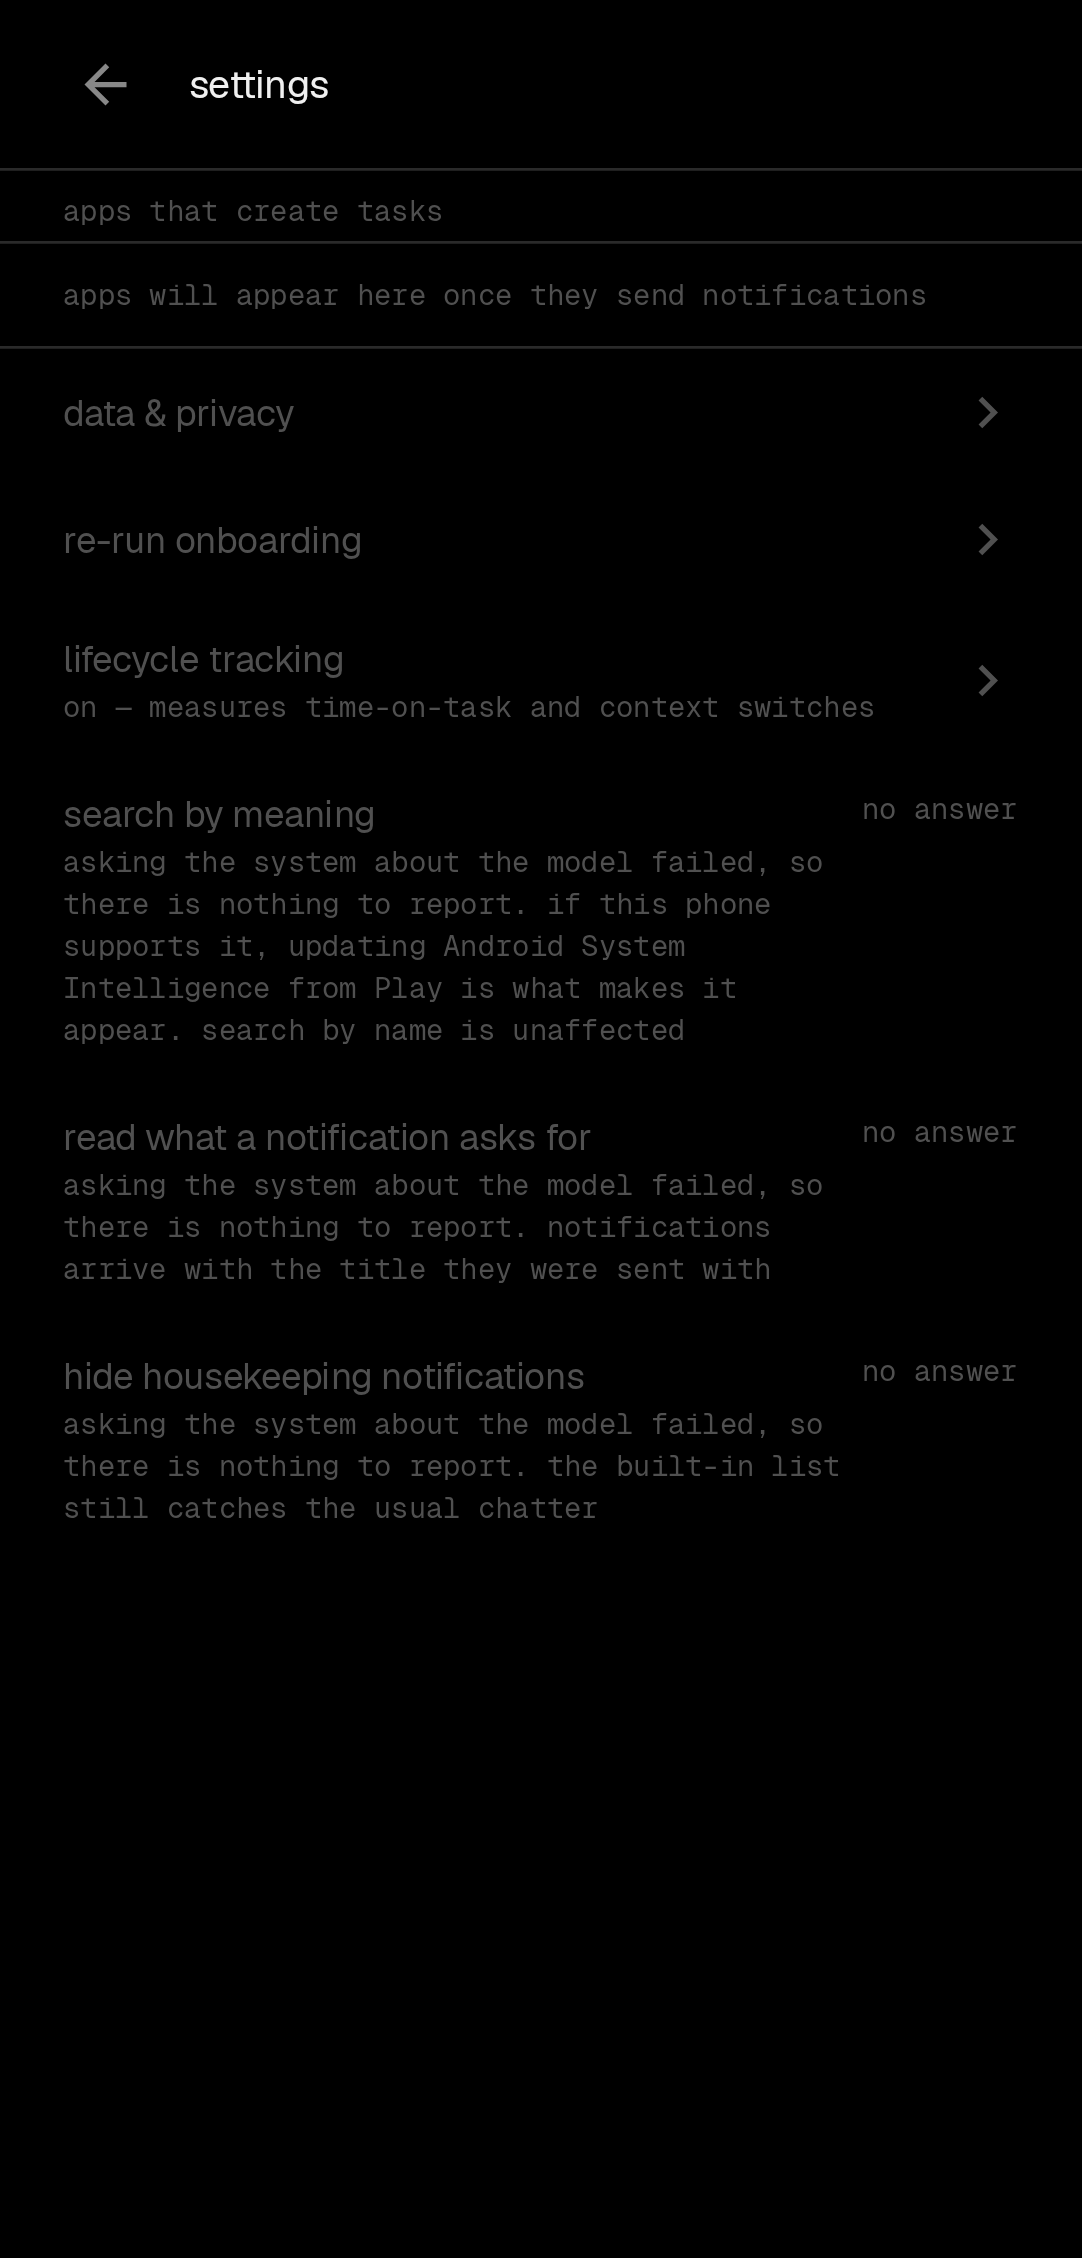 settings
apps that create tasks
apps will appear here once they send notifications
data & privacy
re-run onboarding
lifecycle tracking
on — measures time-on-task and context switches
search by meaning
no answer
asking the system about the model failed, so
there is nothing to report. if this phone
supports it, updating Android System
Intelligence from Play is what makes it
appear. search by name is unaffected
read what a notification asks for
no answer
asking the system about the model failed, so
there is nothing to report. notifications
arrive with the title they were sent with
hide housekeeping notifications
no answer
asking the system about the model failed, so
there is nothing to report. the built-in list
still catches the usual chatter